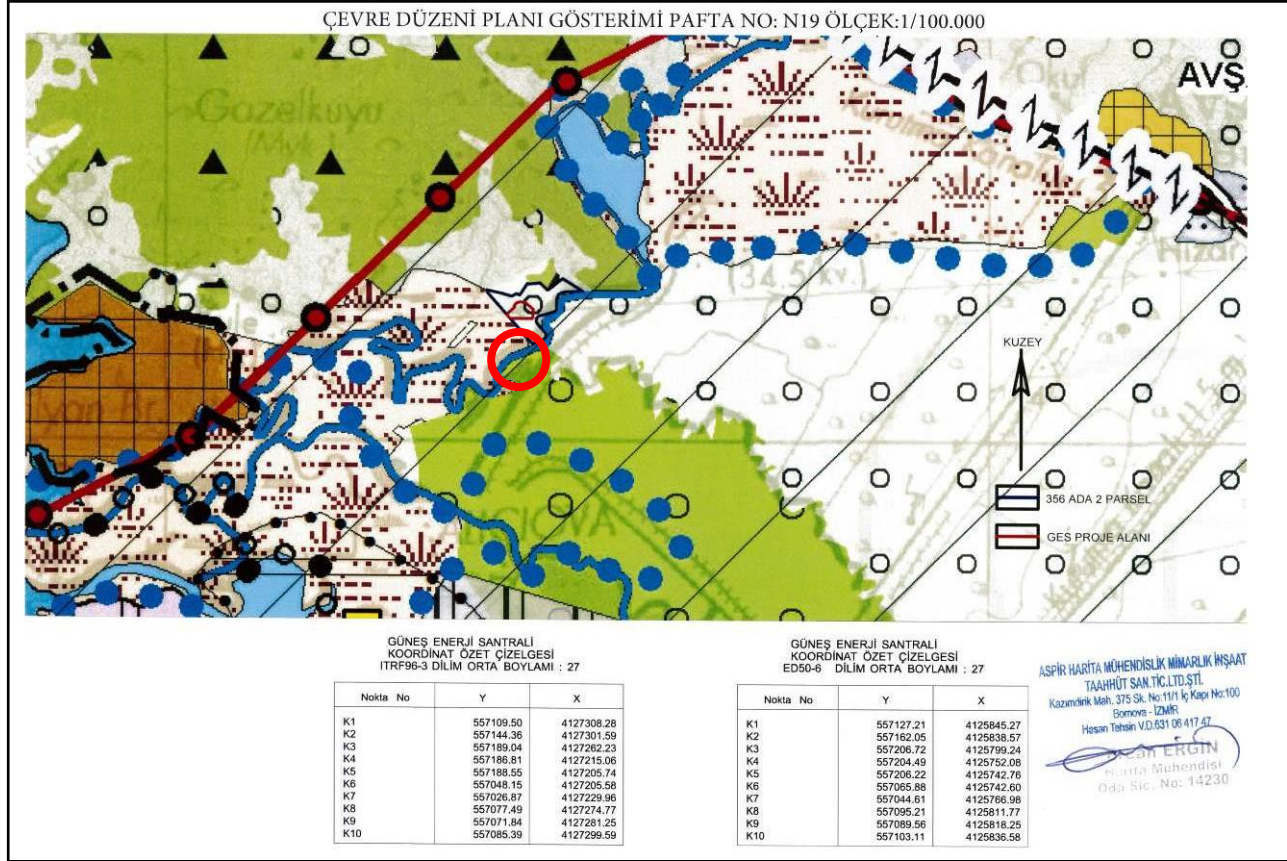 ÇEVRE DÜZENİ PLANI GÖSTERİMİ PAFTA NO: N19 ÖLÇEK:1/100.000
AVŞ
Gazelkuyu
Okul
Kurutma Kanalı
Hızar
(34.5 kv.)
KUZEY
356 ADA 2 PARSEL
GES PROJE ALANI
GÜNEŞ ENERJİ SANTRALİ
KOORDİNAT ÖZET ÇİZELGESİ
ITRF96-3 DİLİM ORTA BOYLAMI : 27
Nokta No Y X
K1 557109.50 4127308.28
K2 557144.36 4127301.59
K3 557189.04 4127262.23
K4 557186.81 4127215.06
K5 557188.55 4127205.74
K6 557048.15 4127205.58
K7 557026.87 4127229.96
K8 557077.49 4127274.77
K9 557071.84 4127281.25
K10 557085.39 4127299.59
GÜNEŞ ENERJİ SANTRALİ
KOORDİNAT ÖZET ÇİZELGESİ
ED50-6 DİLİM ORTA BOYLAMI : 27
Nokta No Y X
K1 557127.21 4125845.27
K2 557162.05 4125838.57
K3 557206.72 4125799.24
K4 557204.49 4125752.08
K5 557206.22 4125742.76
K6 557065.88 4125742.60
K7 557044.61 4125766.98
K8 557095.21 4125811.77
K9 557089.56 4125818.25
K10 557103.11 4125836.58
ASPİR HARİTA MÜHENDİSLİK MİMARLIK İNŞAAT
TAAHHÜT SAN.TİC.LTD.ŞTİ.
Kazımdirik Mah. 375 Sk. No:11/1 İç Kapı No:100
Bornova - İZMİR
Hasan Tahsin V.D.631 06 417 47
ERGİN
Harita Mühendisi
Oda Sic. No: 14230